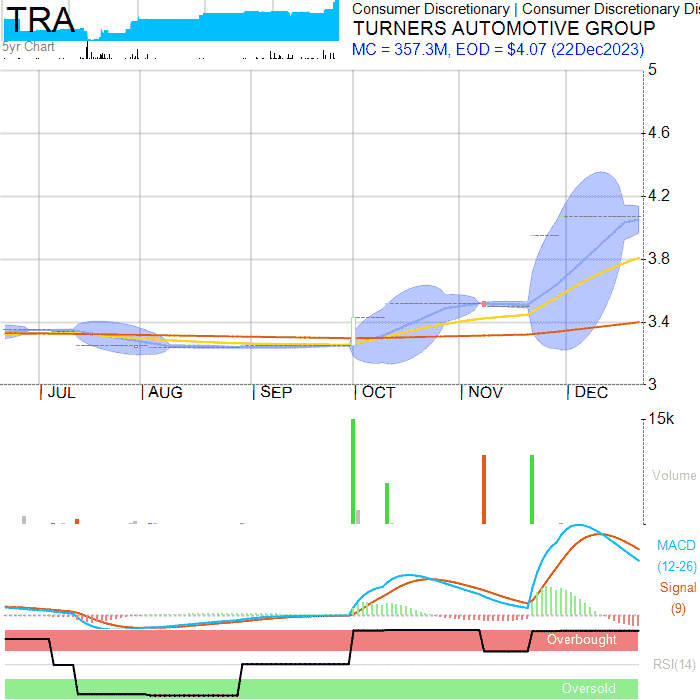 TRA
5yr Chart
Consumer Discretionary | Consumer Discretionary Dis
TURNERS AUTOMOTIVE GROUP
MC = 357.3M, EOD = $4.07 (22Dec2023)
5
4.6
4.2
3.8
3.4
3
JUL AUG SEP OCT NOV DEC
15k
Volume
MACD
(12-26)
Signal
(9)
Overbought
RSI(14)
Oversold